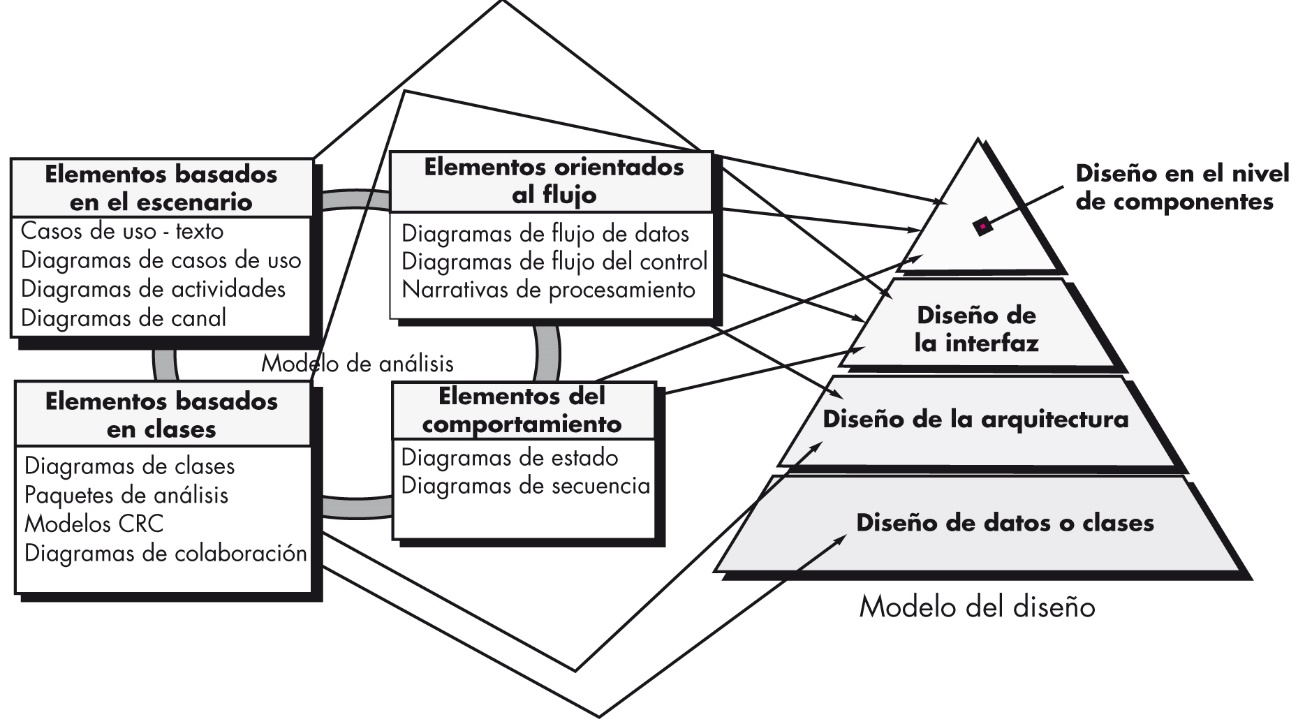 Elementos basados
en el escenario
Casos de uso - texto
Diagramas de casos de uso
Diagramas de actividades
Diagramas de canal
Elementos orientados
al flujo
Diagramas de flujo de datos
Diagramas de flujo del control
Narrativas de procesamiento
Modelo de análisis
Elementos basados
en clases
Diagramas de clases
Paquetes de análisis
Modelos CRC
Diagramas de colaboración
Elementos del
comportamiento
Diagramas de estado
Diagramas de secuencia
Diseño en el nivel
de componentes
Diseño de
la interfaz
Diseño de la arquitectura
Diseño de datos o clases
Modelo del diseño